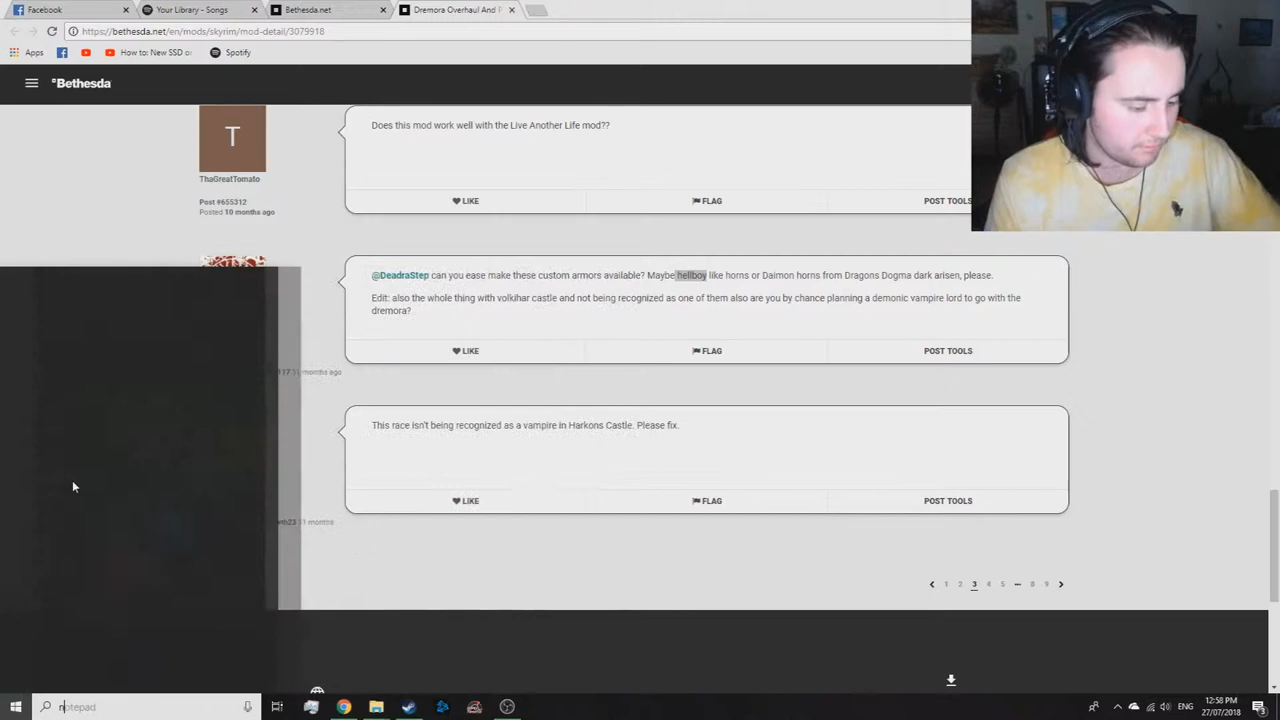 Facebook
Your Library - Songs
Bethesda.net
Dremora Overhaul And
https://bethesda.net/en/mods/skyrim/mod-detail/3079918
Apps
How to: New SSD or
Spotify
Bethesda
T
Does this mod work well with the Live Another Life mod??
ThaGreatTomato
Post #655312
Posted 10 months ago
LIKE
FLAG
POST TOOLS
@DeadraStep can you ease make these custom armors available? Maybe hellboy like horns or Daimon horns from Dragons Dogma dark arisen, please.
Edit: also the whole thing with volkihar castle and not being recognized as one of them also are you by chance planning a demonic vampire lord to go with the
dremora?
LIKE
FLAG
POST TOOLS
months ago
This race isn't being recognized as a vampire in Harkons Castle. Please fix.
LIKE
FLAG
POST TOOLS
months
1 2 3 4 5 ... 8 9
notepad
ENG
12:58 PM
27/07/2018
3